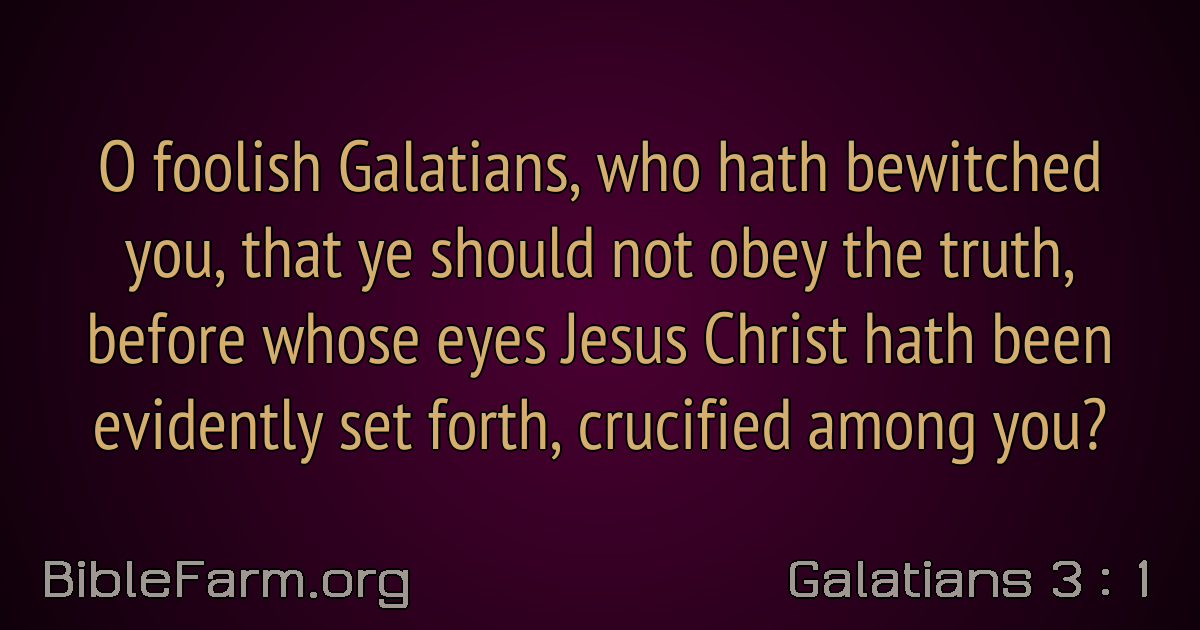 O foolish Galatians, who hath bewitched
you, that ye should not obey the truth,
before whose eyes Jesus Christ hath been
evidently set forth, crucified among you?
BibleFarm.org
Galatians 3 : 1